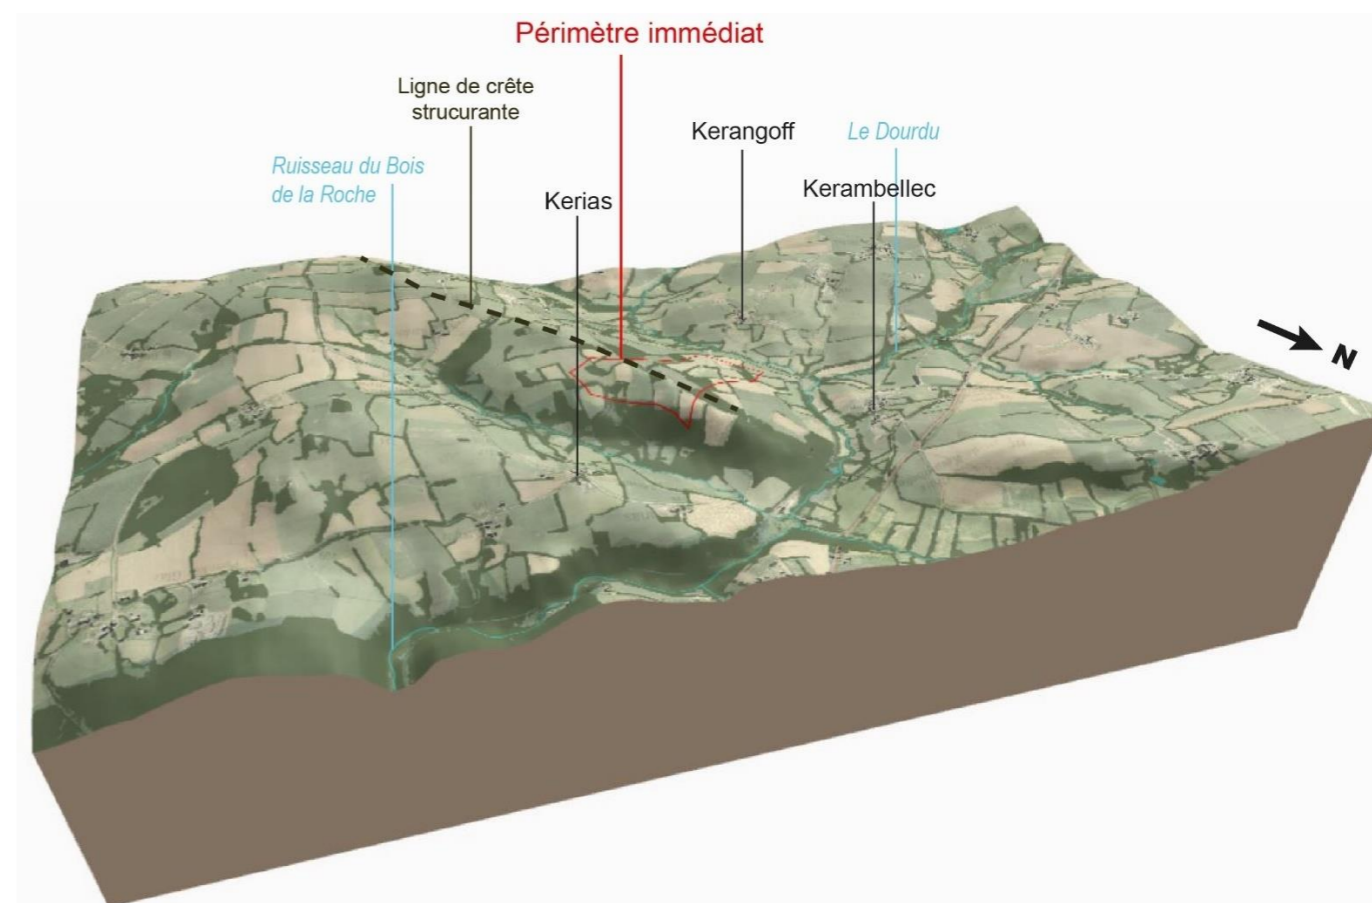 Périmètre immédiat
Ligne de crête
strucurante
Kerangoff
Le Dourdu
Ruisseau du Bois
de la Roche
Kerias
Kerambellec
N